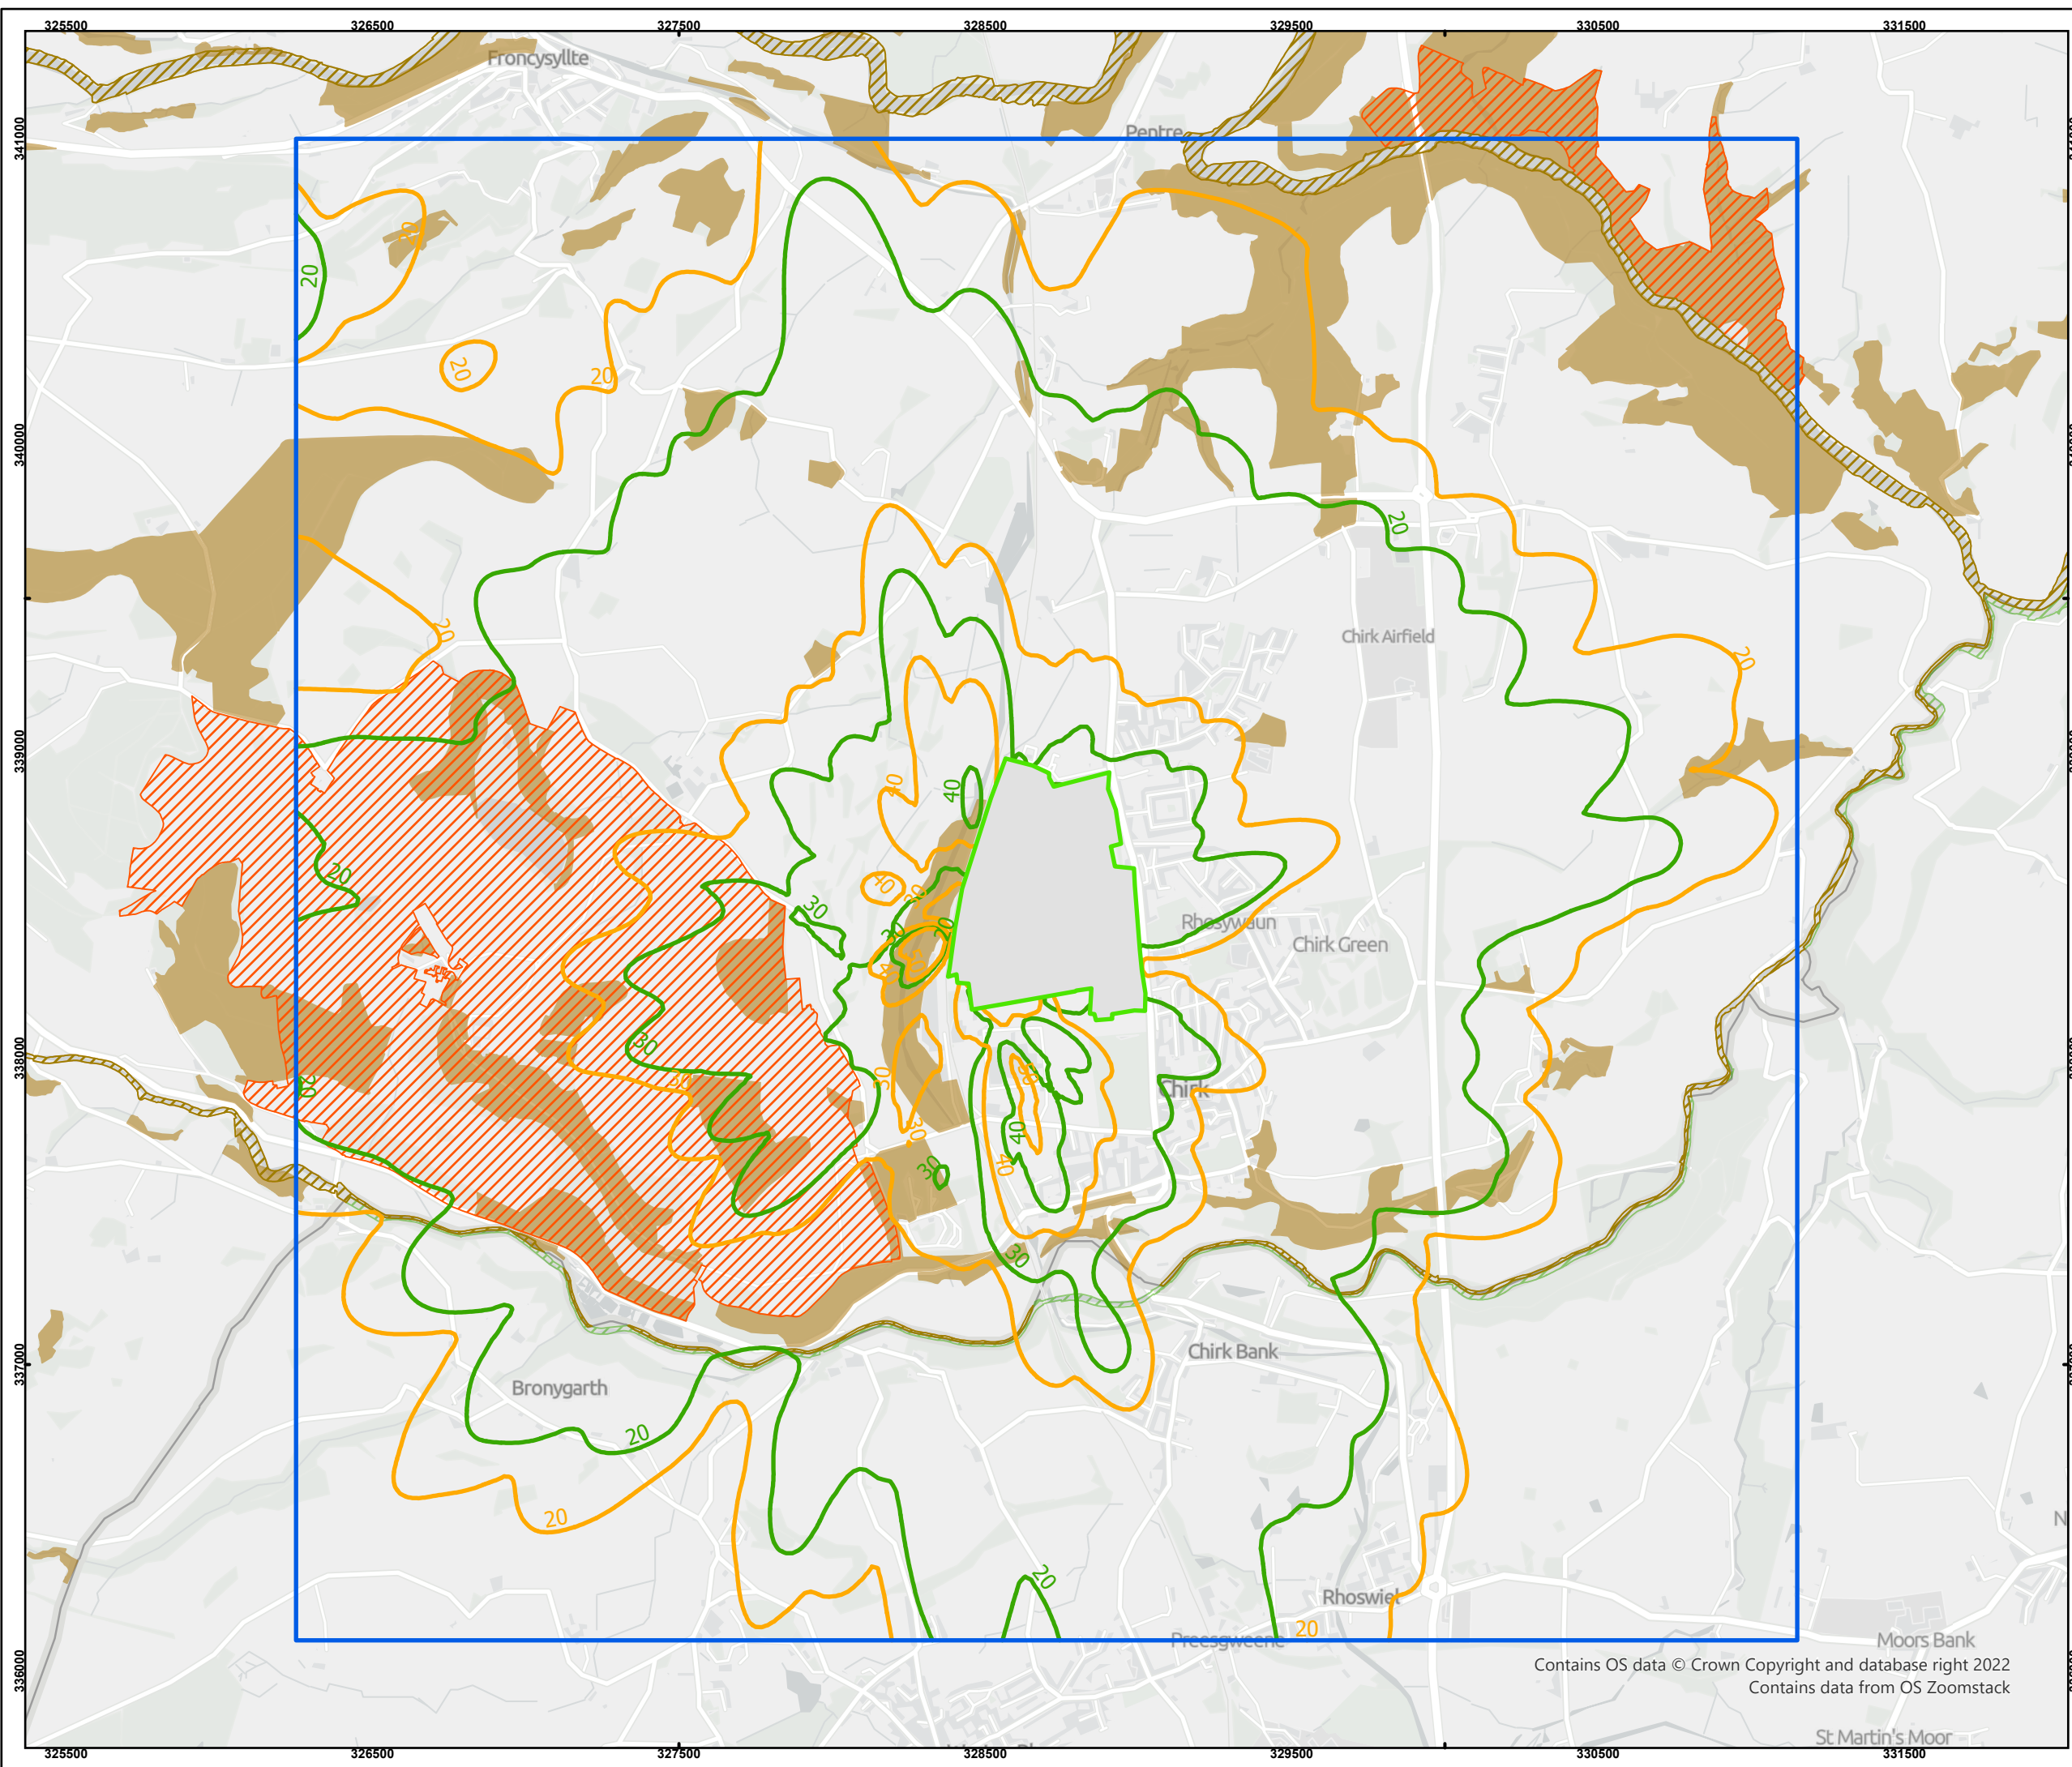 325500 326500 327500 328500 329500 330500 331500
Froncysyllte
341000
Pentre
20
20
20
20
340000
20
20
Chirk Airfield
20
339000
40
40
20
40
30
Rhosywaun
Chirk Green
30
20
30
338000
30
30
Chirk
40
30
40
30
30
Chirk Bank
337000
Bronygarth
20
20
20
Rhoswiel
20
Preesgweene
Moors Bank
336000
Contains OS data © Crown Copyright and database right 2022
Contains data from OS Zoomstack
St Martin's Moor
325500 326500 327500 328500 329500 330500 331500